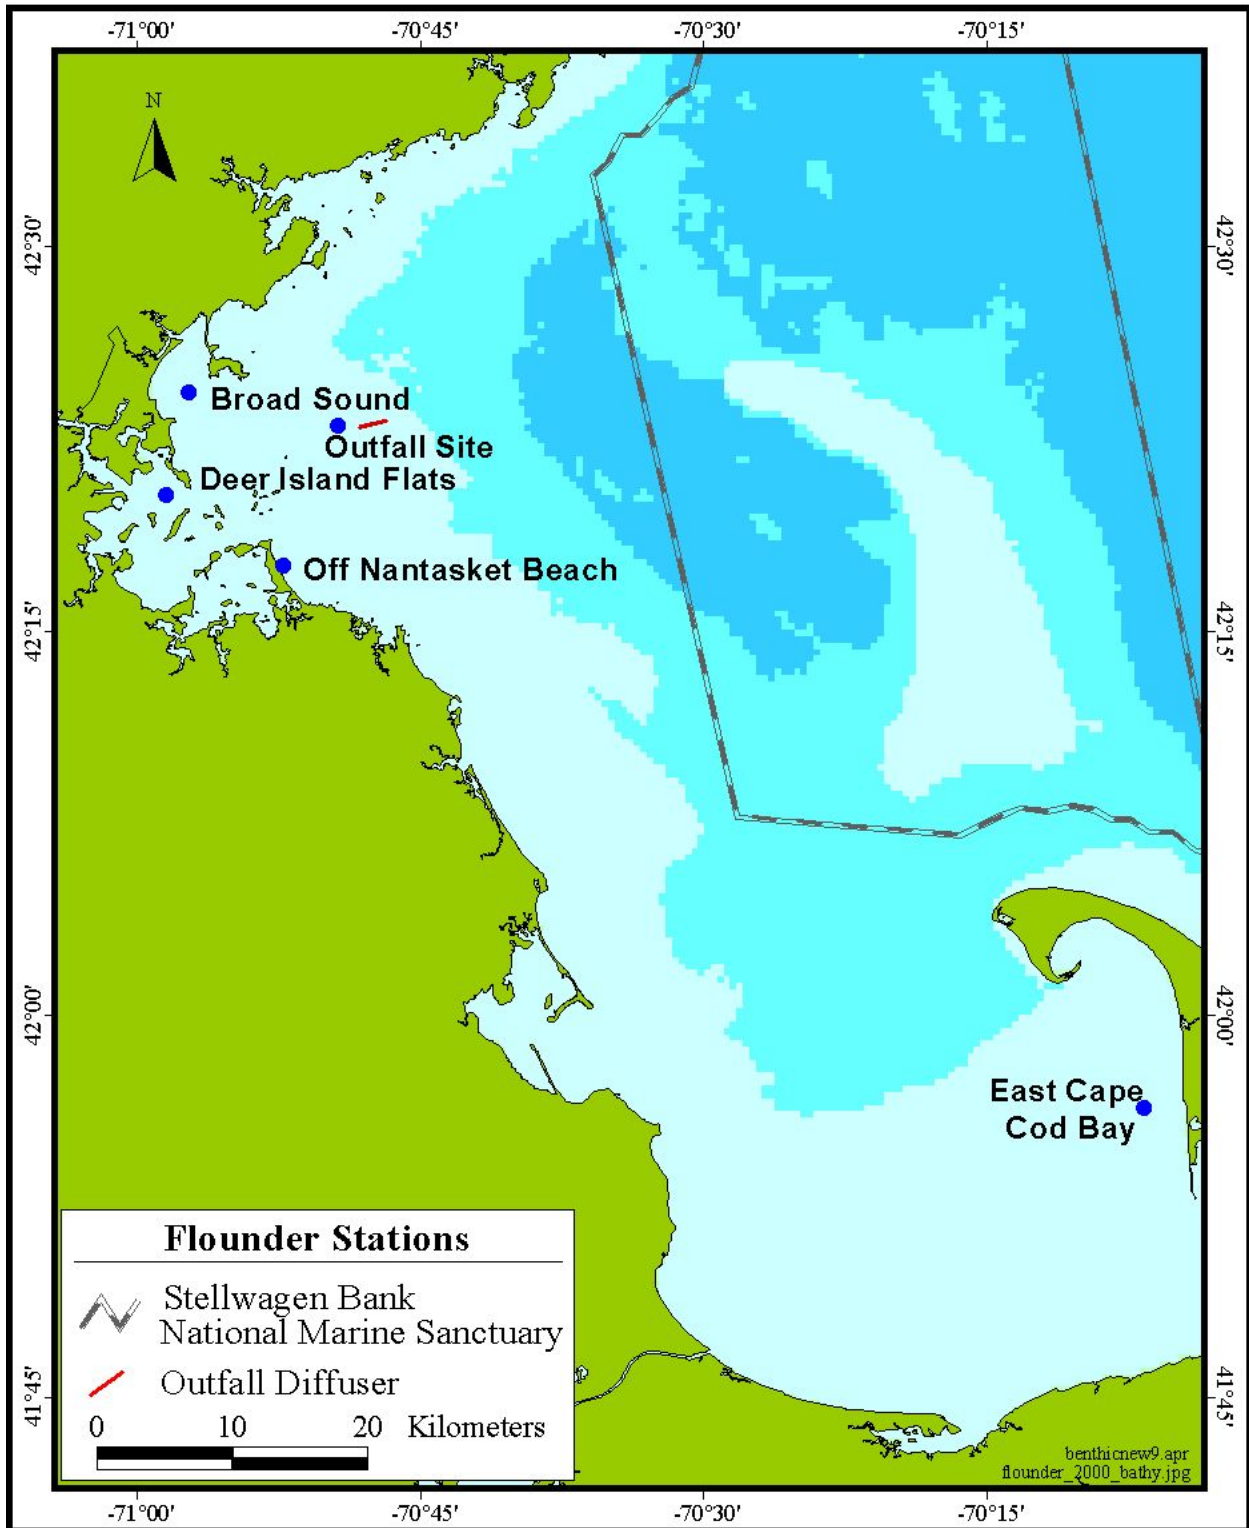 -71°00' -70°45' -70°30' -70°15'
N
42°30' 42°30'
Broad Sound
Outfall Site
Deer Island Flats
Off Nantasket Beach
42°15' 42°15'
42°00' 42°00'
East Cape
Cod Bay
Flounder Stations
Stellwagen Bank
National Marine Sanctuary
Outfall Diffuser
41°45' 41°45'
0 10 20 Kilometers
benthicnew9.apr
flounder_2000_bathy.jpg
-71°00' -70°45' -70°30' -70°15'